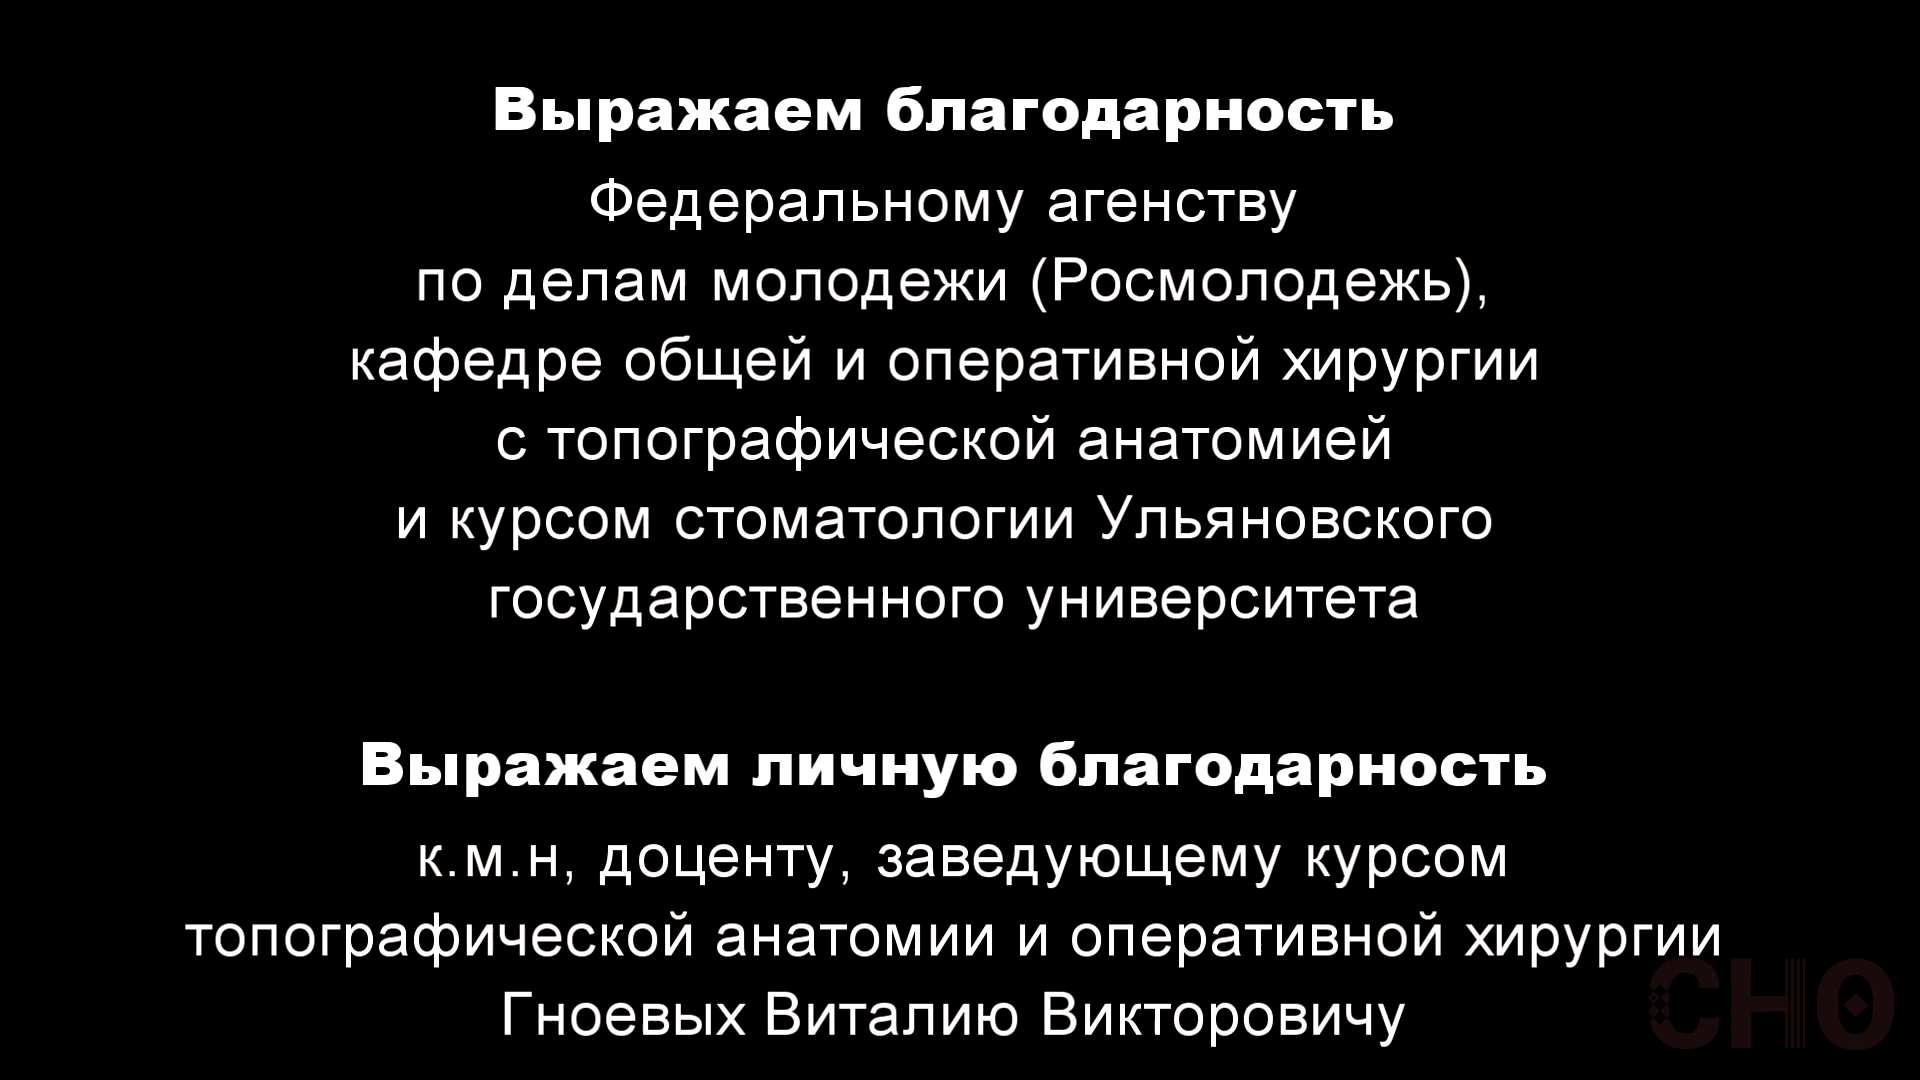 Выражаем благодарность
Федеральному агенству
по делам молодежи (Росмолодежь),
кафедре общей и оперативной хирургии
с топографической анатомией
и курсом стоматологии Ульяновского
государственного университета
Выражаем личную благодарность
к.м.н, доценту, заведующему курсом
топографической анатомии и оперативной хирургии
Гноевых Виталию Викторовичу
СНО